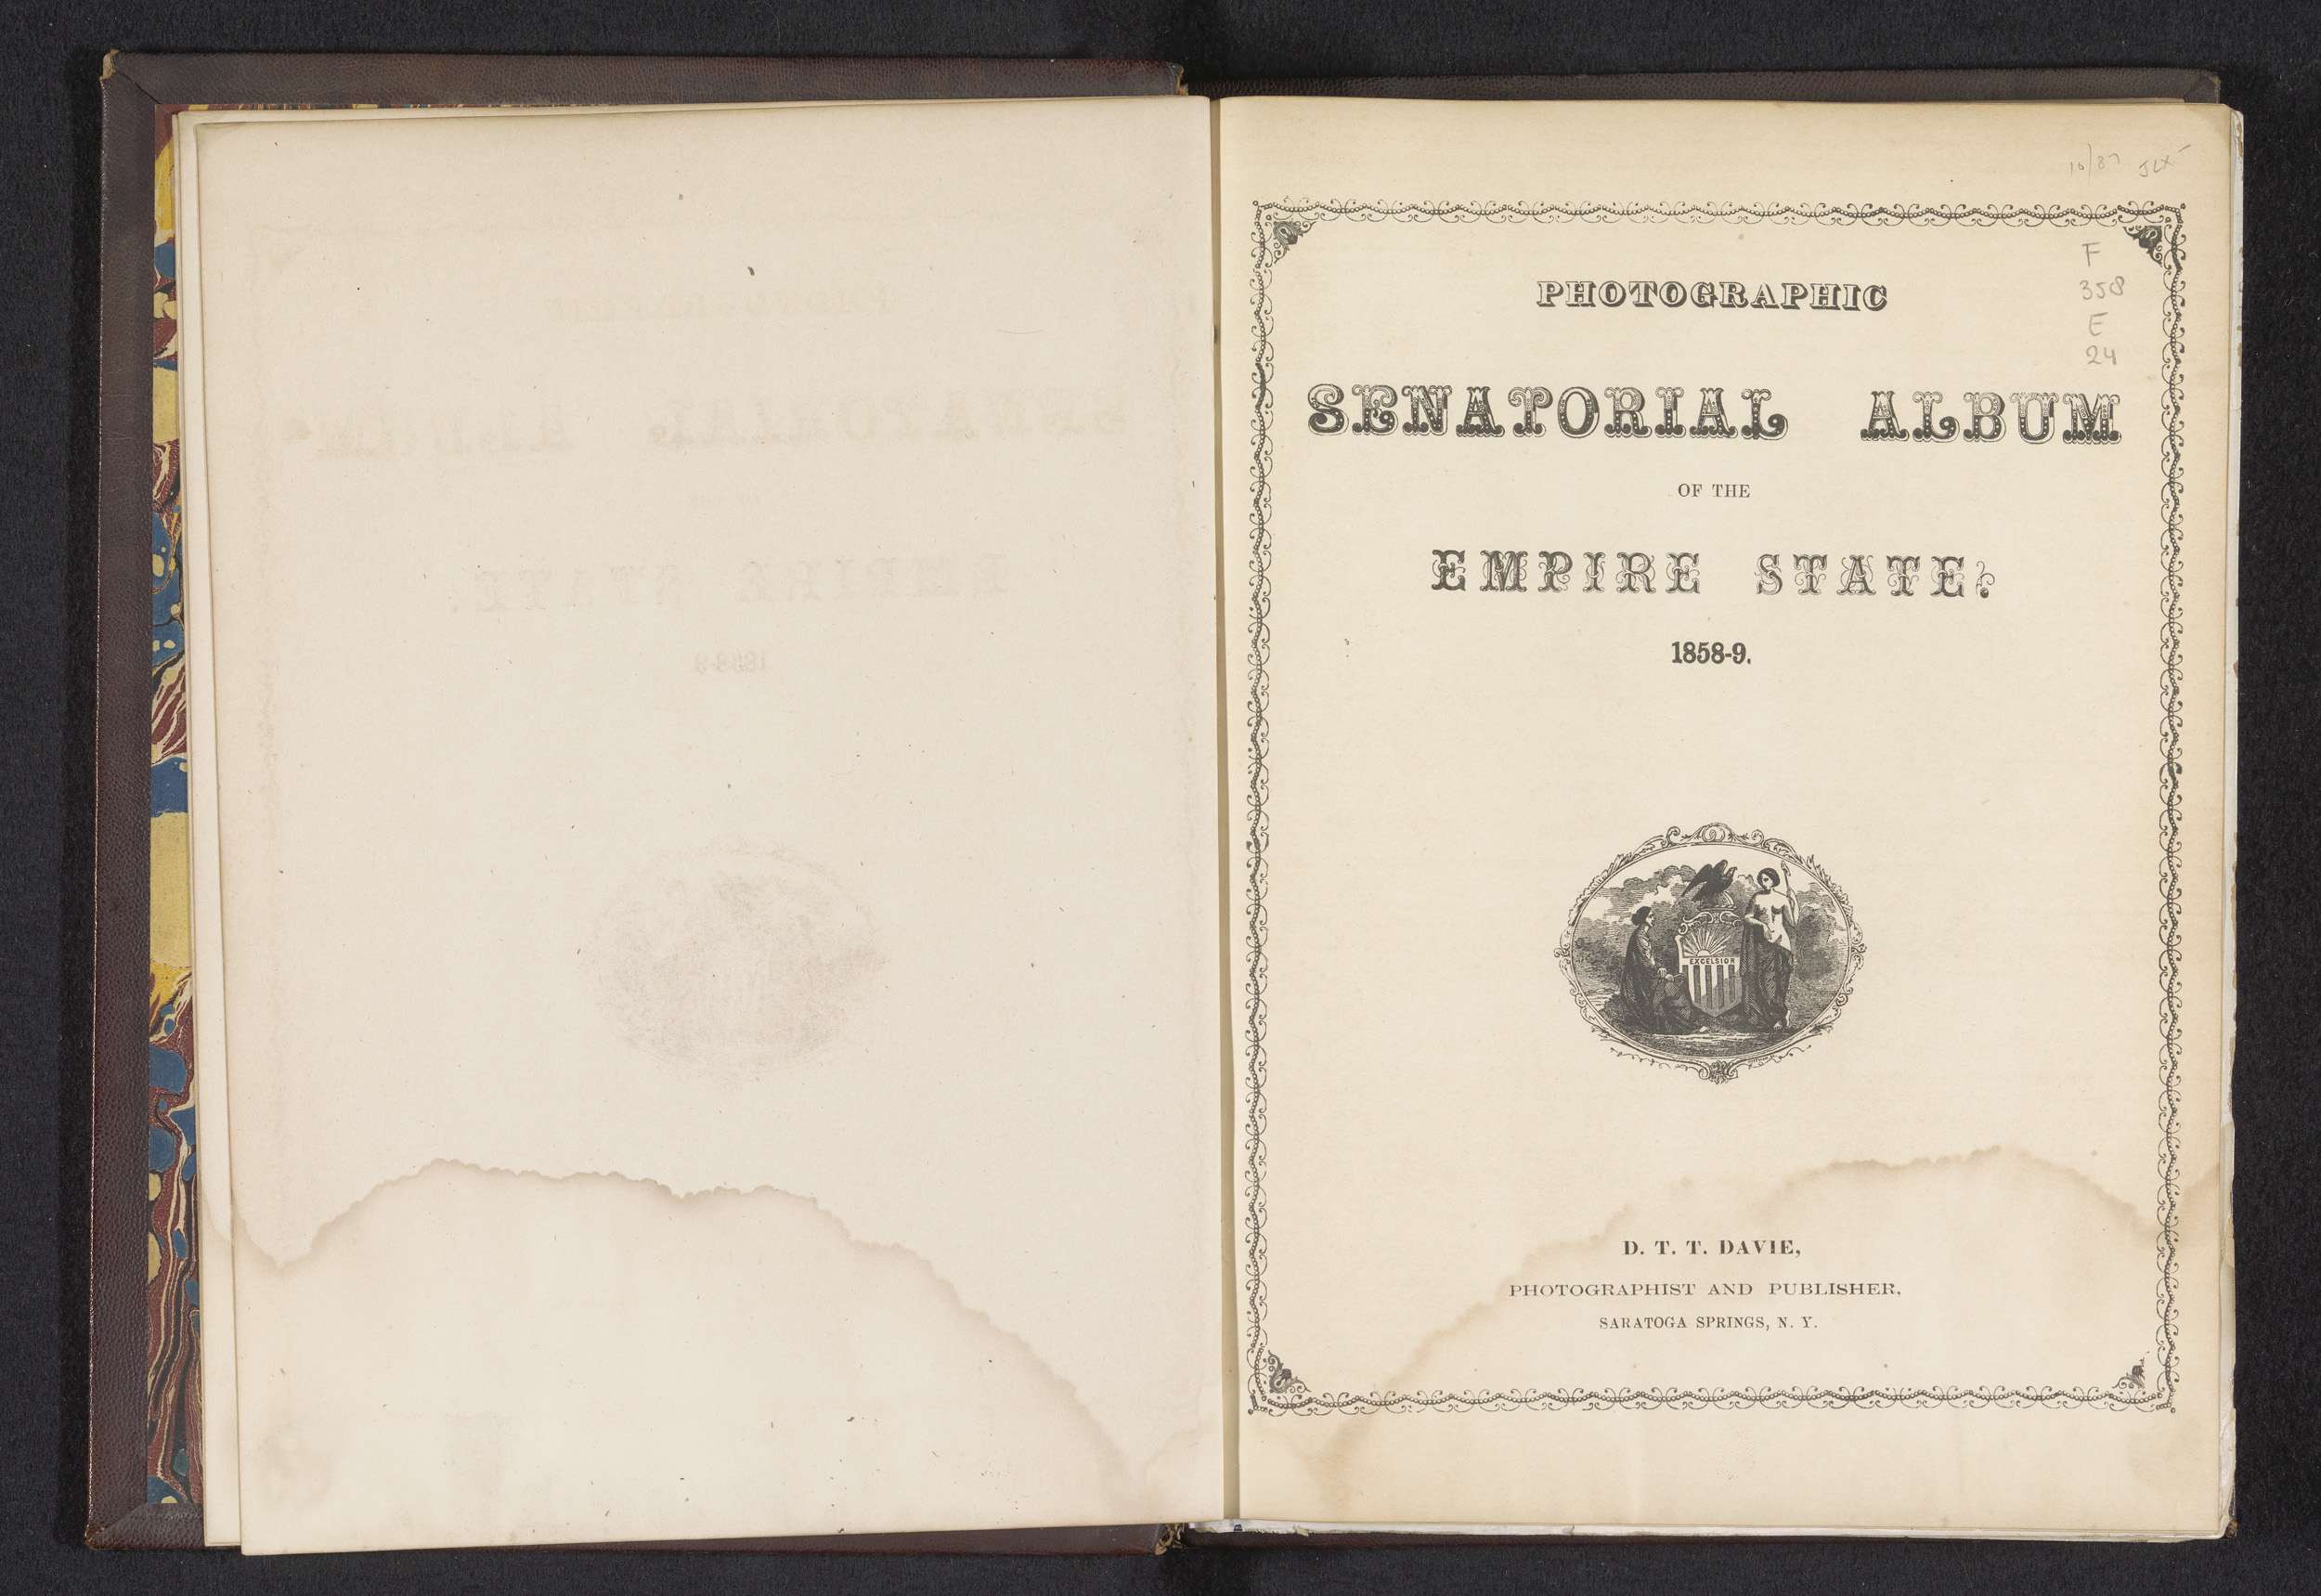 10/87 JLX-
F
358
E
24
PHOTOGRAPHIC
SENATORIAL ALBUM
OF THE
EMPIRE STATE:
1858-9.
EXCELSIOR
D. T. T. DAVIE,
PHOTOGRAPHIST AND PUBLISHER,
SARATOGA SPRINGS, N. Y.